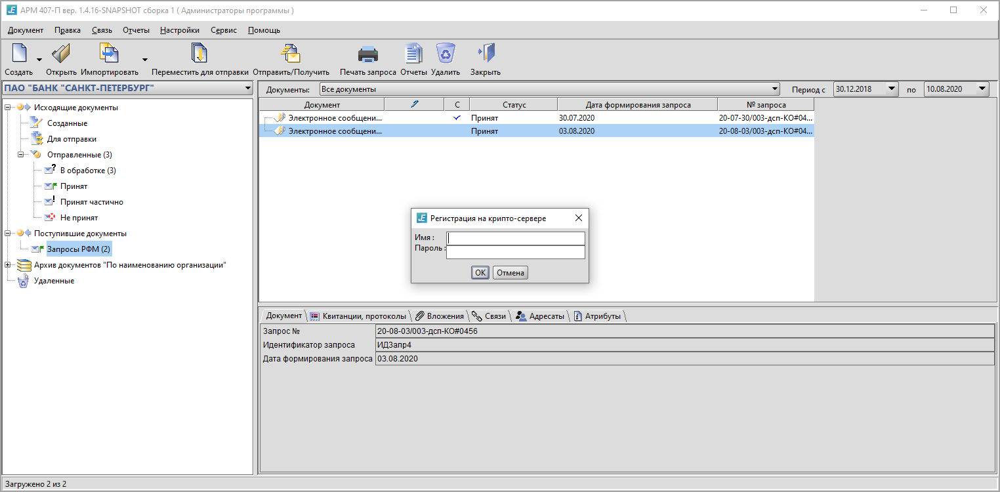 АРМ 407-П вер. 1.4.16-SNAPSHOT сборка 1 ( Администраторы программы )
Документ Правка Связь Отчеты Настройки Сервис Помощь
Создать Открыть Импортировать Переместить для отправки Отправить/Получить Печать запроса Отчеты Удалить Закрыть
ПАО "БАНК "САНКТ-ПЕТЕРБУРГ"
Исходящие документы
Созданные
Для отправки
Отправленные (3)
В обработке (3)
Принят
Принят частично
Не принят
Поступившие документы
Запросы РФМ (2)
Архив документов "По наименованию организации"
Удаленные
Документы: Все документы Период с 30.12.2018 по 10.08.2020
Документ С Статус Дата формирования запроса № запроса
Электронное сообщени... Принят 30.07.2020 20-07-30/003-дсп-КО#04...
Электронное сообщени... Принят 03.08.2020 20-08-03/003-дсп-КО#04...
Регистрация на крипто-сервере
Имя :
Пароль :
OK Отмена
Документ Квитанции, протоколы Вложения Связи Адресаты Атрибуты
Запрос № 20-08-03/003-дсп-КО#0456
Идентификатор запроса ИДЗапр4
Дата формирования запроса 03.08.2020
Загружено 2 из 2